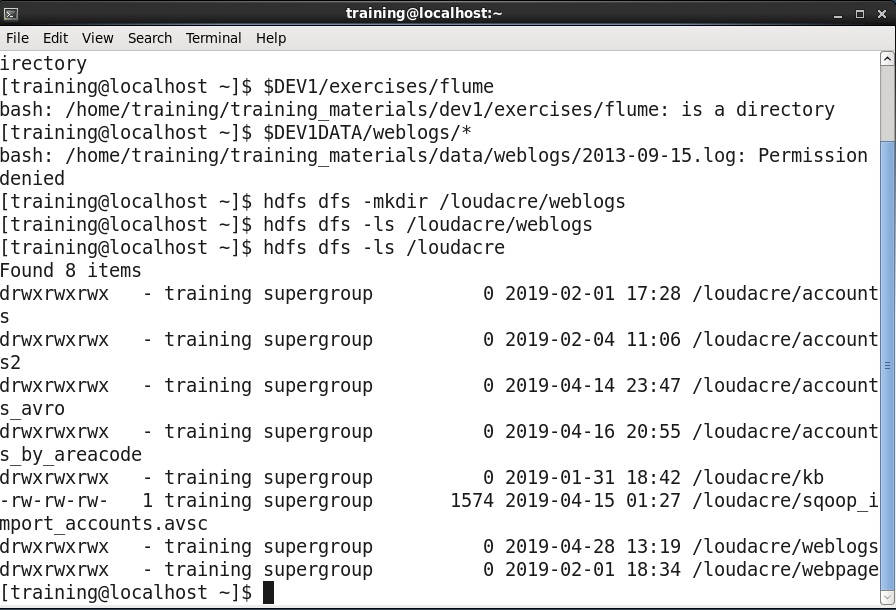 training@localhost:~
File Edit View Search Terminal Help
irectory
[training@localhost ~]$ $DEV1/exercises/flume
bash: /home/training/training_materials/dev1/exercises/flume: is a directory
[training@localhost ~]$ $DEV1DATA/weblogs/*
bash: /home/training/training_materials/data/weblogs/2013-09-15.log: Permission
denied
[training@localhost ~]$ hdfs dfs -mkdir /loudacre/weblogs
[training@localhost ~]$ hdfs dfs -ls /loudacre/weblogs
[training@localhost ~]$ hdfs dfs -ls /loudacre
Found 8 items
drwxrwxrwx   - training supergroup          0 2019-02-01 17:28 /loudacre/account
s
drwxrwxrwx   - training supergroup          0 2019-02-04 11:06 /loudacre/account
s2
drwxrwxrwx   - training supergroup          0 2019-04-14 23:47 /loudacre/account
s_avro
drwxrwxrwx   - training supergroup          0 2019-04-16 20:55 /loudacre/account
s_by_areacode
drwxrwxrwx   - training supergroup          0 2019-01-31 18:42 /loudacre/kb
-rw-rw-rw-   1 training supergroup       1574 2019-04-15 01:27 /loudacre/sqoop_i
mport_accounts.avsc
drwxrwxrwx   - training supergroup          0 2019-04-28 13:19 /loudacre/weblogs
drwxrwxrwx   - training supergroup          0 2019-02-01 18:34 /loudacre/webpage
[training@localhost ~]$